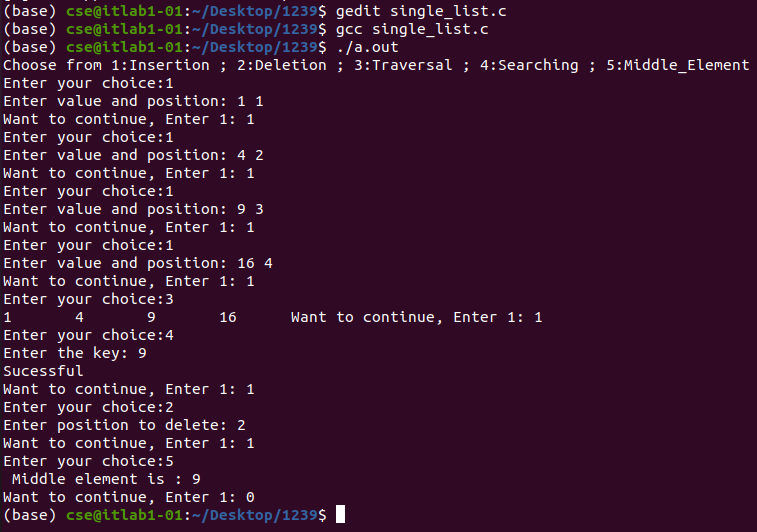 (base) cse@itlab1-01:~/Desktop/1239$ gedit single_list.c
(base) cse@itlab1-01:~/Desktop/1239$ gcc single_list.c
(base) cse@itlab1-01:~/Desktop/1239$ ./a.out
Choose from 1:Insertion ; 2:Deletion ; 3:Traversal ; 4:Searching ; 5:Middle_Element
Enter your choice:1
Enter value and position: 1 1
Want to continue, Enter 1: 1
Enter your choice:1
Enter value and position: 4 2
Want to continue, Enter 1: 1
Enter your choice:1
Enter value and position: 9 3
Want to continue, Enter 1: 1
Enter your choice:1
Enter value and position: 16 4
Want to continue, Enter 1: 1
Enter your choice:3
1       4       9       16      Want to continue, Enter 1: 1
Enter your choice:4
Enter the key: 9
Sucessful
Want to continue, Enter 1: 1
Enter your choice:2
Enter position to delete: 2
Want to continue, Enter 1: 1
Enter your choice:5
 Middle element is : 9
Want to continue, Enter 1: 0
(base) cse@itlab1-01:~/Desktop/1239$